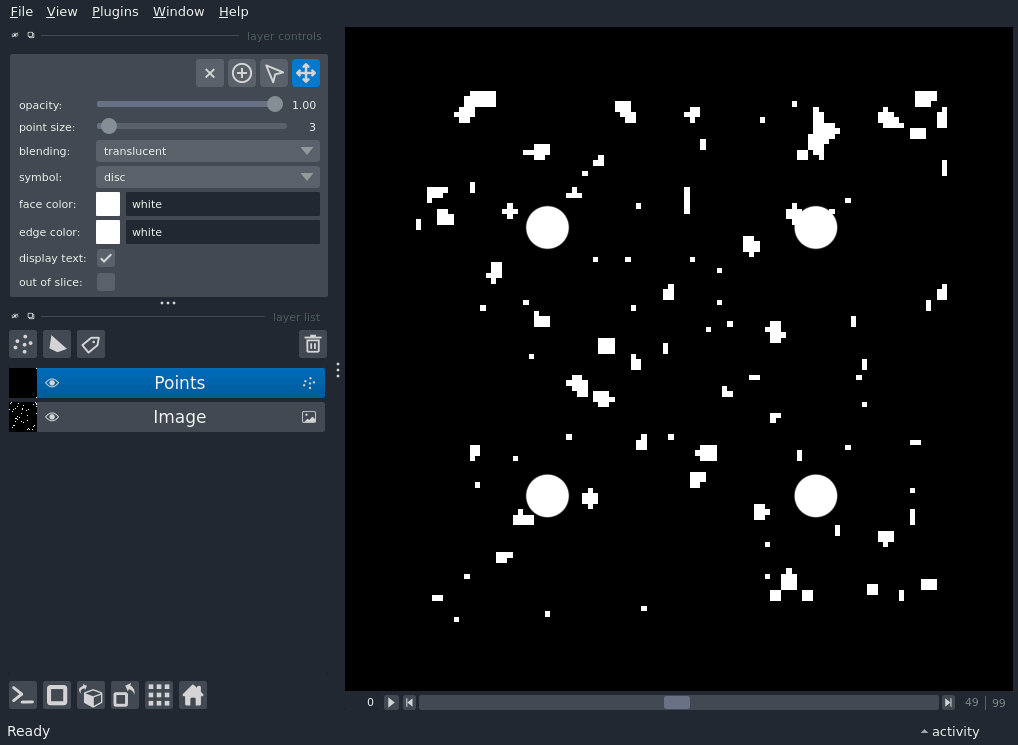 File View Plugins Window Help
layer controls
opacity: 1.00
point size: 3
blending: translucent
symbol: disc
face color: white
edge color: white
display text:
out of slice:
layer list
Points
Image
0 49 99
Ready activity